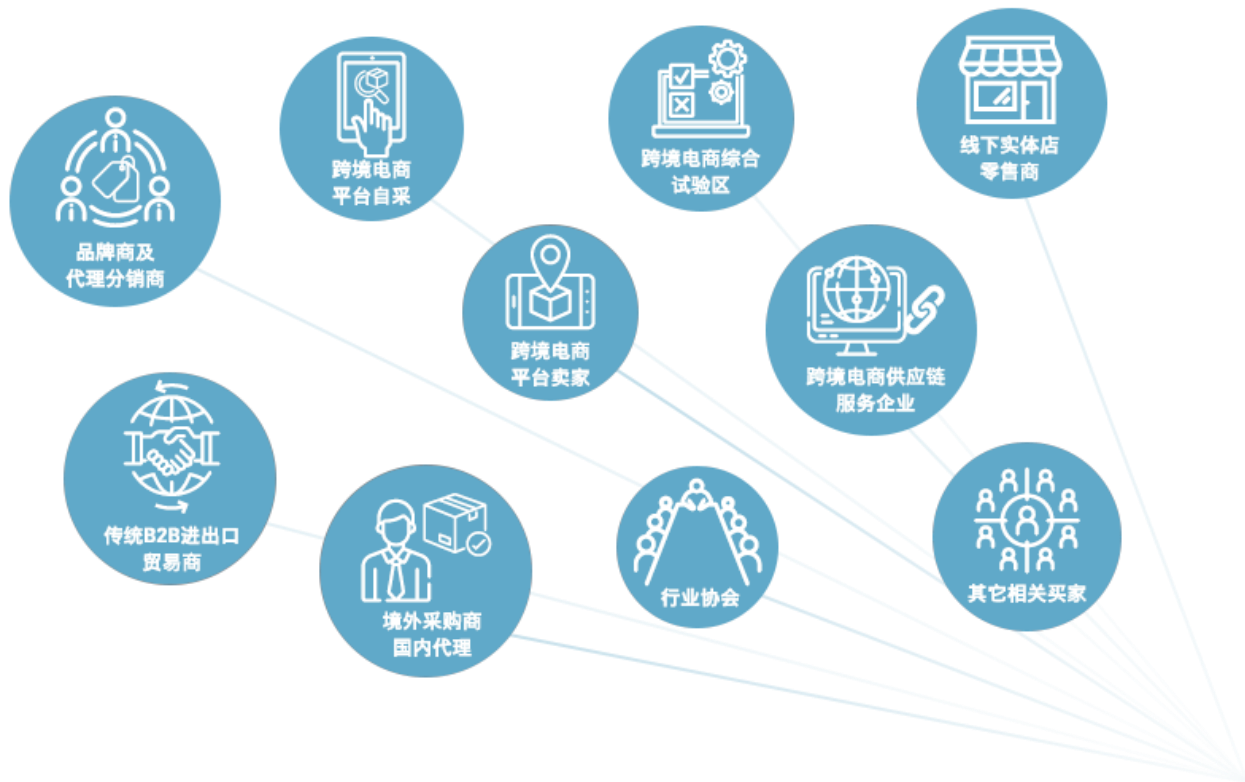 品牌商及
代理分销商
跨境电商
平台自采
跨境电商综合
试验区
线下实体店
零售商
跨境电商
平台卖家
跨境电商供应链
服务企业
传统B2B进出口
贸易商
境外采购商
国内代理
行业协会
其它相关买家